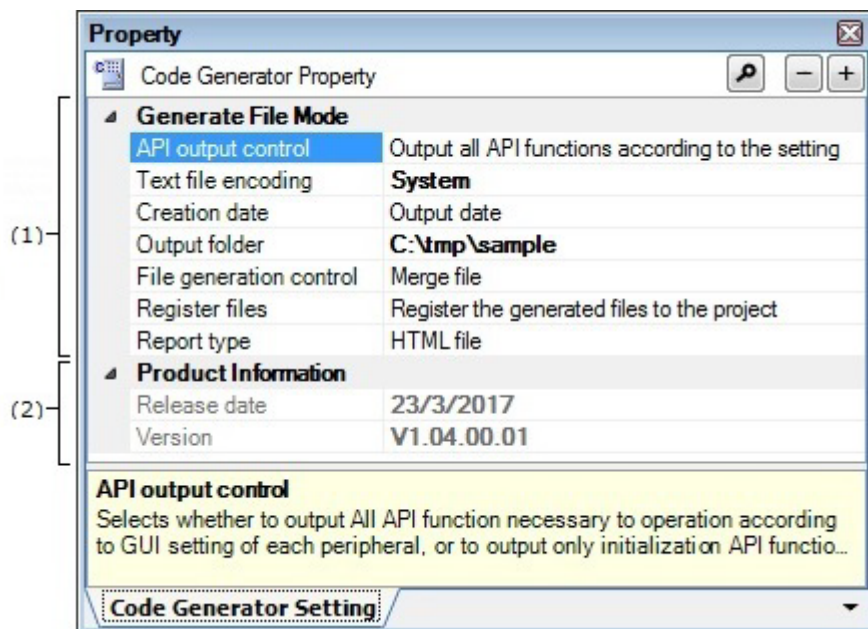 Property
Code Generator Property
(1)
Generate File Mode
API output control Output all API functions according to the setting
Text file encoding System
Creation date Output date
Output folder C:\tmp\sample
File generation control Merge file
Register files Register the generated files to the project
Report type HTML file
(2)
Product Information
Release date 23/3/2017
Version V1.04.00.01
API output control
Selects whether to output All API function necessary to operation according
to GUI setting of each peripheral, or to output only initialization API functio...
Code Generator Setting